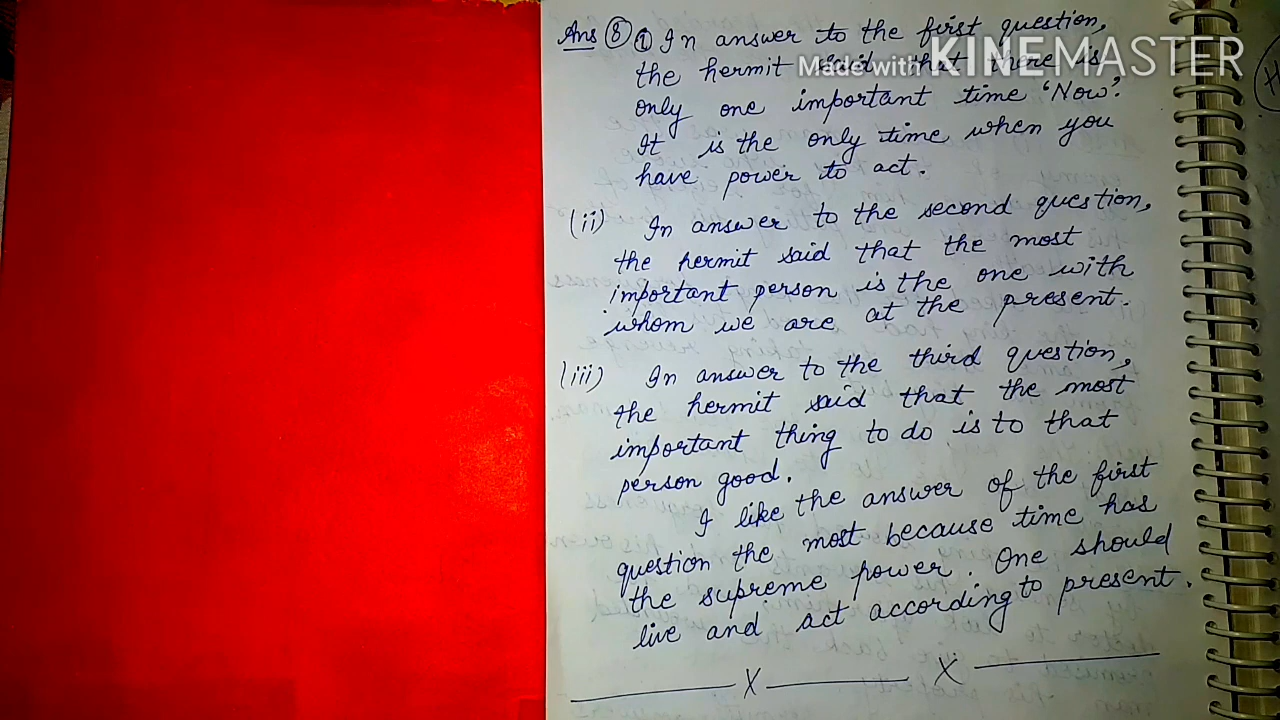 Ans ⑧ ① In answer to the first question,
the hermit said that there is
Made with KINEMASTER
only one important time 'Now'.
It is the only time when you
have power to act.
(ii) In answer to the second question,
the hermit said that the most
important person is the one with
whom we are at the present.
(iii) In answer to the third question,
the hermit said that the most
important thing to do is to that
person good.
I like the answer of the first
question the most because time has
the supreme power. One should
live and act according to present.
X X